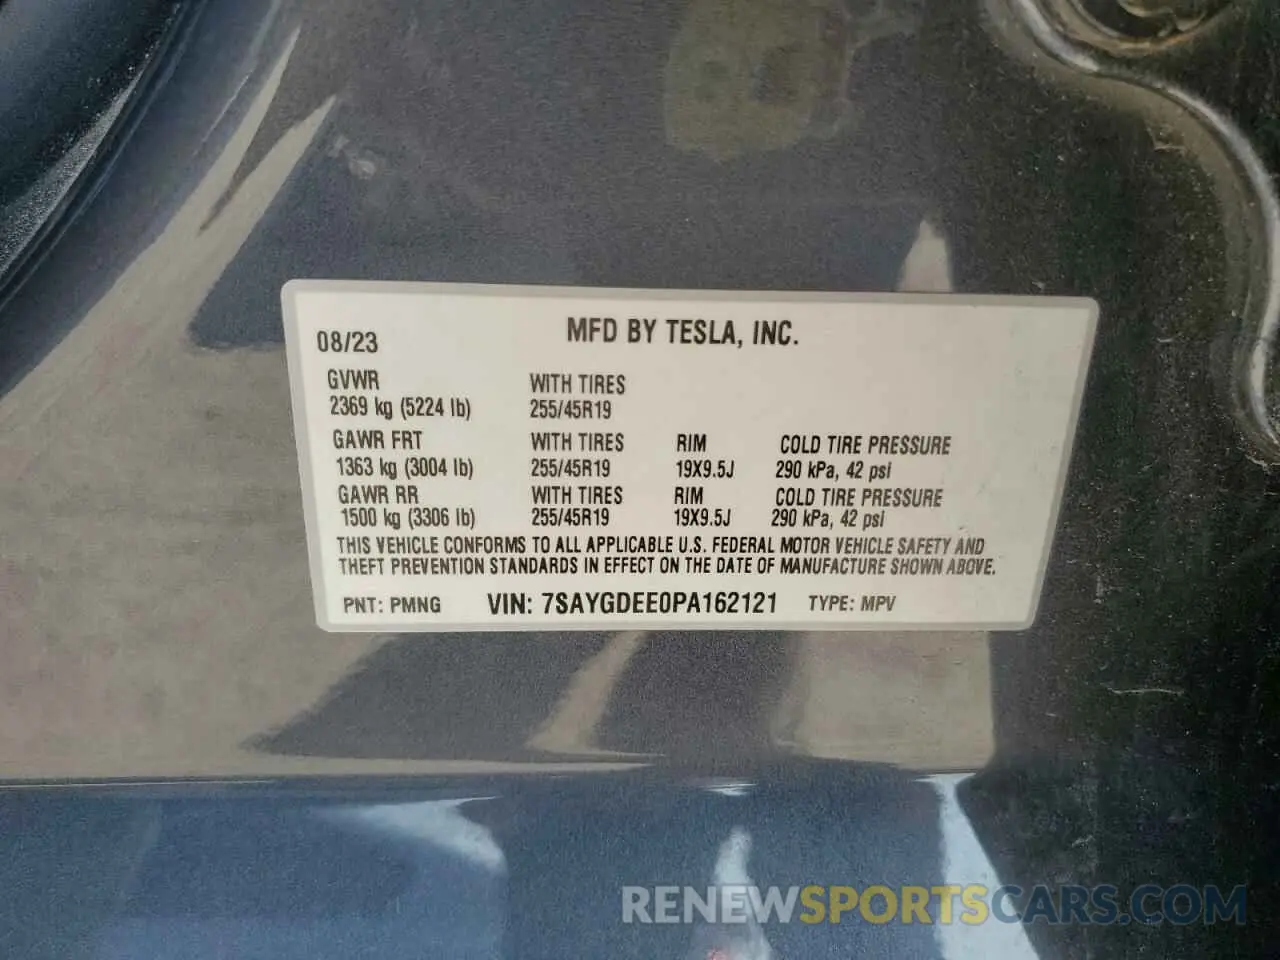 08/23 MFD BY TESLA, INC.
GVWR WITH TIRES
2369 kg (5224 lb) 255/45R19
GAWR FRT WITH TIRES RIM COLD TIRE PRESSURE
1363 kg (3004 lb) 255/45R19 19X9.5J 290 kPa, 42 psi
GAWR RR WITH TIRES RIM COLD TIRE PRESSURE
1500 kg (3306 lb) 255/45R19 19X9.5J 290 kPa, 42 psi
THIS VEHICLE CONFORMS TO ALL APPLICABLE U.S. FEDERAL MOTOR VEHICLE SAFETY AND
THEFT PREVENTION STANDARDS IN EFFECT ON THE DATE OF MANUFACTURE SHOWN ABOVE.
PNT: PMNG VIN: 7SAYGDEE0PA162121 TYPE: MPV
RENEWSPORTSCARS.COM